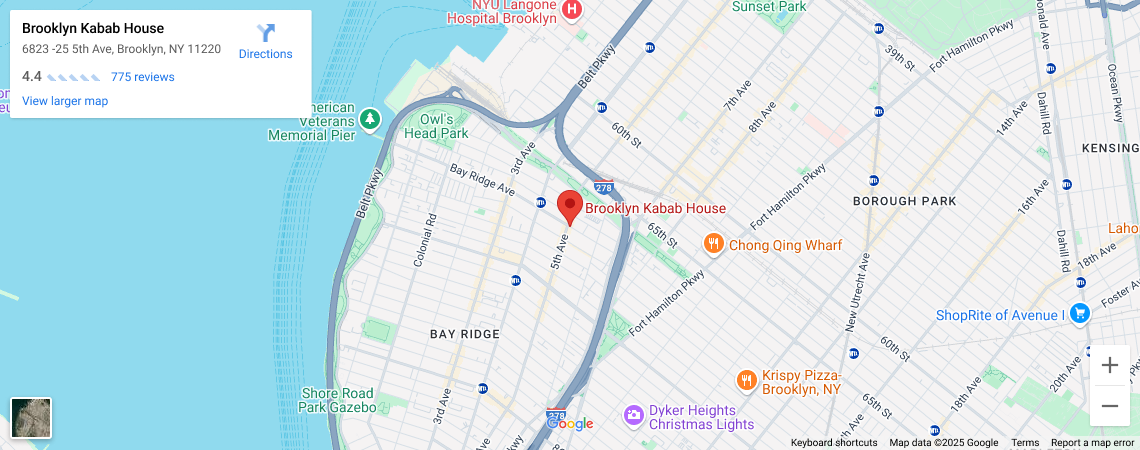 Brooklyn Kabab House
6823 -25 5th Ave, Brooklyn, NY 11220
4.4
775 reviews
View larger map
Directions
NYU Langone
Hospital Brooklyn
H
Sunset Park
39th St
Fort Hamilton Pkwy
Ocean Pkwy
Belt Pkwy
7th Ave
8th Ave
Dahill Rd
14th Ave
Veterans
Memorial Pier
Owl's
Head Park
60th St
3rd Ave
KENSING
Bay Ridge Ave
278
Belt Pkwy
Fort Hamilton Pkwy
BOROUGH PARK
16th Ave
Brooklyn Kabab House
Colonial Rd
65th St
Chong Qing Wharf
Laho
5th Ave
Dahill Rd
18th Ave
Fort Hamilton Pkwy
New Utrecht Ave
Foster
ShopRite of Avenue I
BAY RIDGE
60th St
Krispy Pizza-
Brooklyn, NY
20th Ave
Shore Road
Park Gazebo
3rd Ave
65th St
18th Ave
278
Google
Dyker Heights
Christmas Lights
Keyboard shortcuts
Map data ©2025 Google
Terms
Report a map error